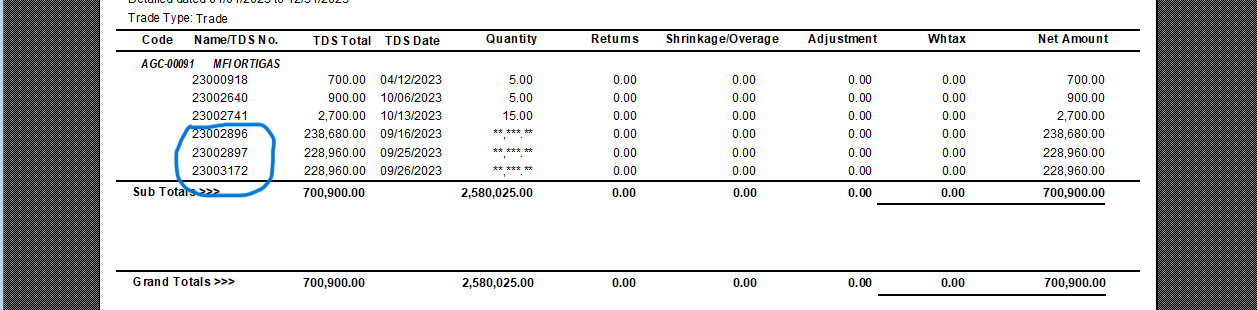 Detailed dated 01/01/2023 to 12/31/2023
Trade Type: Trade
Code Name/TDS No. TDS Total TDS Date Quantity Returns Shrinkage/Overage Adjustment Whtax Net Amount
AGC-00091 MFI ORTIGAS
23000918 700.00 04/12/2023 5.00 0.00 0.00 0.00 0.00 700.00
23002640 900.00 10/06/2023 5.00 0.00 0.00 0.00 0.00 900.00
23002741 2,700.00 10/13/2023 15.00 0.00 0.00 0.00 0.00 2,700.00
23002896 238,680.00 09/16/2023 **,***.** 0.00 0.00 0.00 0.00 238,680.00
23002897 228,960.00 09/25/2023 **,***.** 0.00 0.00 0.00 0.00 228,960.00
23003172 228,960.00 09/26/2023 **,***.** 0.00 0.00 0.00 0.00 228,960.00
Sub Totals >>> 700,900.00 2,580,025.00 0.00 0.00 0.00 0.00 700,900.00
Grand Totals >>> 700,900.00 2,580,025.00 0.00 0.00 0.00 0.00 700,900.00